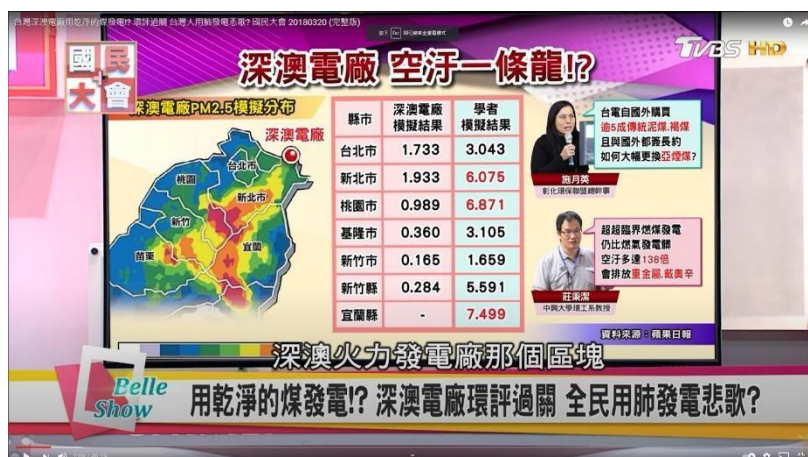 台灣深澳電廠用乾淨的煤發電!? 環評過關 台灣人用肺發電悲歌? 國民大會 20180320 (完整版)
TVBS HD
國民大會
深澳電廠 空汙一條龍!?
深澳電廠PM2.5模擬分布
深澳電廠
台北市
桃園
新北市
新竹
宜蘭
苗栗
縣市 深澳電廠模擬結果 學者模擬結果
台北市 1.733 3.043
新北市 1.933 6.075
桃園市 0.989 6.871
基隆市 0.360 3.105
新竹市 0.165 1.659
新竹縣 0.284 5.591
宜蘭縣 - 7.499
台電自國外購買
逾5成傳統泥煤.褐煤
且與國外都簽長約
如何大幅更換亞煙煤?
施月英
彰化環保聯盟總幹事
超超臨界燃煤發電
仍比燃氣發電髒
空汙多達138倍
會排放重金屬.戴奧辛
莊秉潔
中興大學環工系教授
資料來源:蘋果日報
深澳火力發電廠那個區塊
Belle
Show
用乾淨的煤發電!? 深澳電廠環評過關 全民用肺發電悲歌?